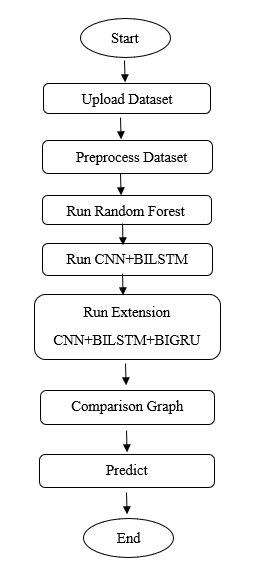 Start
Upload Dataset
Preprocess Dataset
Run Random Forest
Run CNN+BILSTM
Run Extension
CNN+BILSTM+BIGRU
Comparison Graph
Predict
End